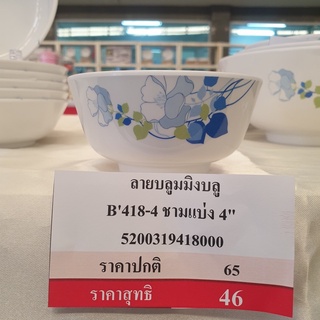 ลายบลูมมิงบลู
B'418-4 ชามแบ่ง 4"
5200319418000
ราคาปกติ 65
ราคาสุทธิ 46